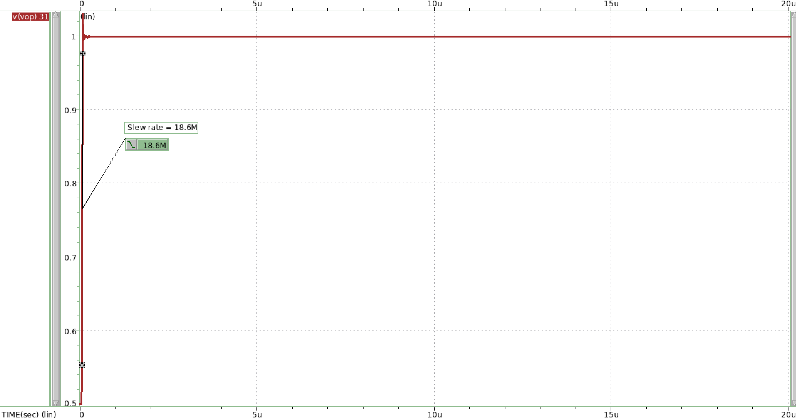 v(vop)_31
(lin)
0 5u 10u 15u 20u
1
0.9
Slew rate = 18.6M
18.6M
0.8
0.7
0.6
0.5
TIME(sec) (lin) 0 5u 10u 15u 20u